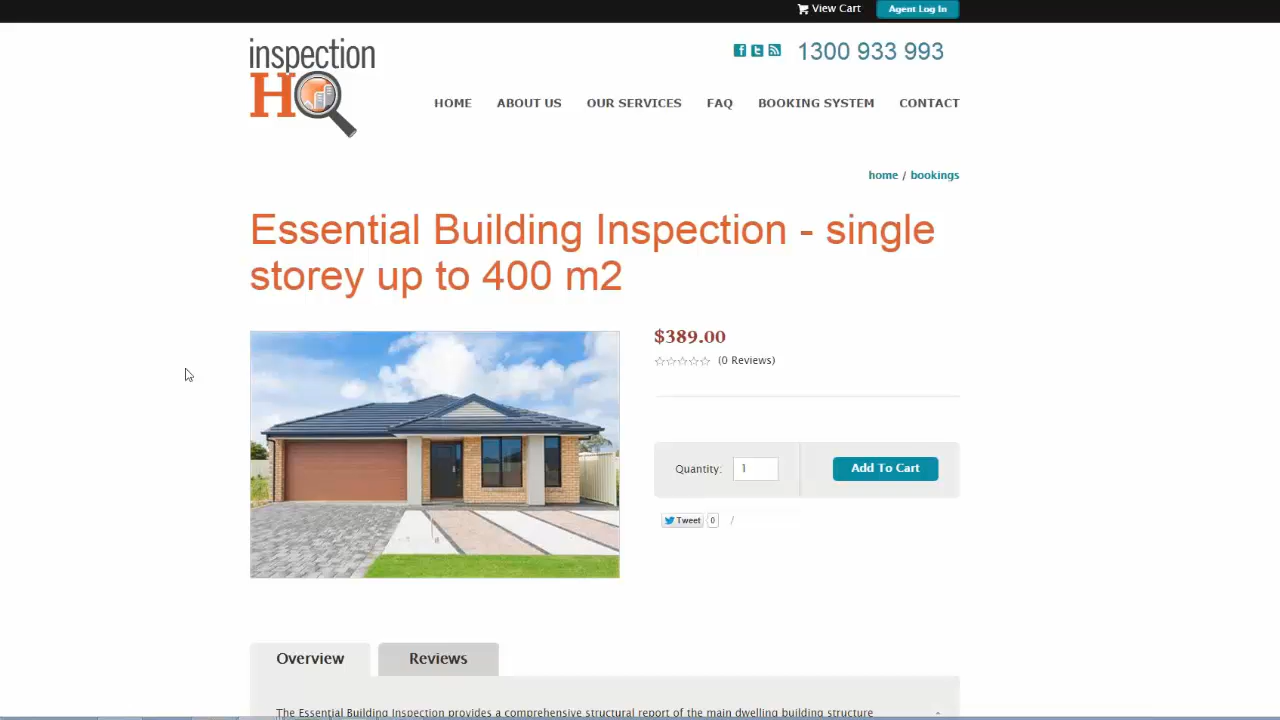 View Cart
Agent Log In
inspection
HQ
1300 933 993
HOME ABOUT US OUR SERVICES FAQ BOOKING SYSTEM CONTACT
home / bookings
Essential Building Inspection - single
storey up to 400 m2
$389.00
(0 Reviews)
Quantity: 1 Add To Cart
Tweet 0 /
Overview Reviews
The Essential Building Inspection provides a comprehensive structural report of the main dwelling building structure